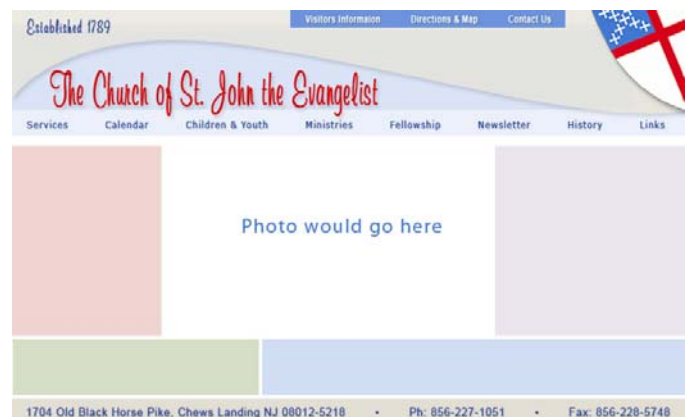 Established 1789
Visitors Informaion Directions & Map Contact Us
The Church of St. John the Evangelist
Services Calendar Children & Youth Ministries Fellowship Newsletter History Links
Photo would go here
1704 Old Black Horse Pike, Chews Landing NJ 08012-5218 • Ph: 856-227-1051 • Fax: 856-228-5748